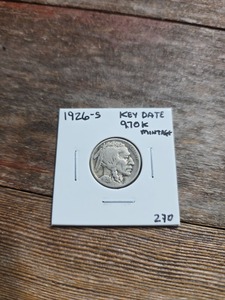 1926-S
KEY DATE
970K
MINTAGE
270